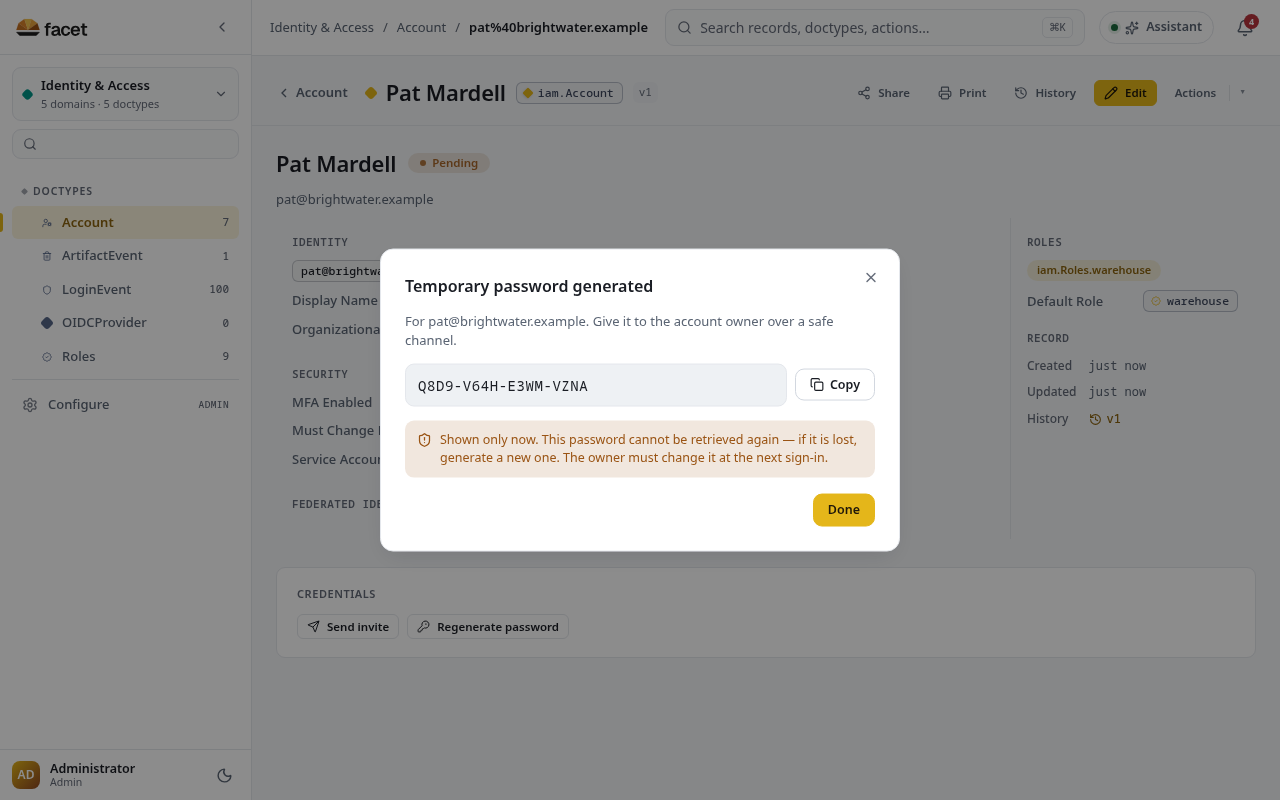 facet
Identity & Access / Account / pat%40brightwater.example
Search records, doctypes, actions...
⌘K
Assistant
4
Identity & Access
5 domains · 5 doctypes
DOCTYPES
Account 7
ArtifactEvent 1
LoginEvent 100
OIDCProvider 0
Roles 9
Configure ADMIN
AD
Administrator
Admin
Account
Pat Mardell
iam.Account
v1
Share
Print
History
Edit
Actions
Pat Mardell
Pending
pat@brightwater.example
IDENTITY
Display Name
SECURITY
MFA Enabled
Must Change
FEDERATED
ROLES
iam.Roles.warehouse
Default Role warehouse
RECORD
Created just now
Updated just now
History v1
Temporary password generated
For pat@brightwater.example. Give it to the account owner over a safe
channel.
Q8D9-V64H-E3WM-VZNA
Copy
Shown only now. This password cannot be retrieved again — if it is lost,
generate a new one. The owner must change it at the next sign-in.
Done
CREDENTIALS
Send invite
Regenerate password